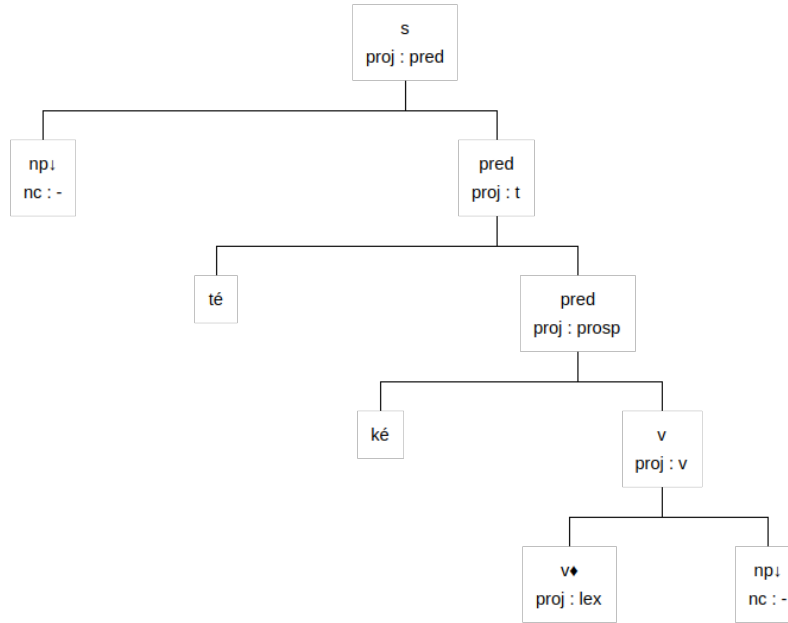 s
proj : pred
np↓
nc : -
pred
proj : t
té
pred
proj : prosp
ké
v
proj : v
v♦
proj : lex
np↓
nc : -